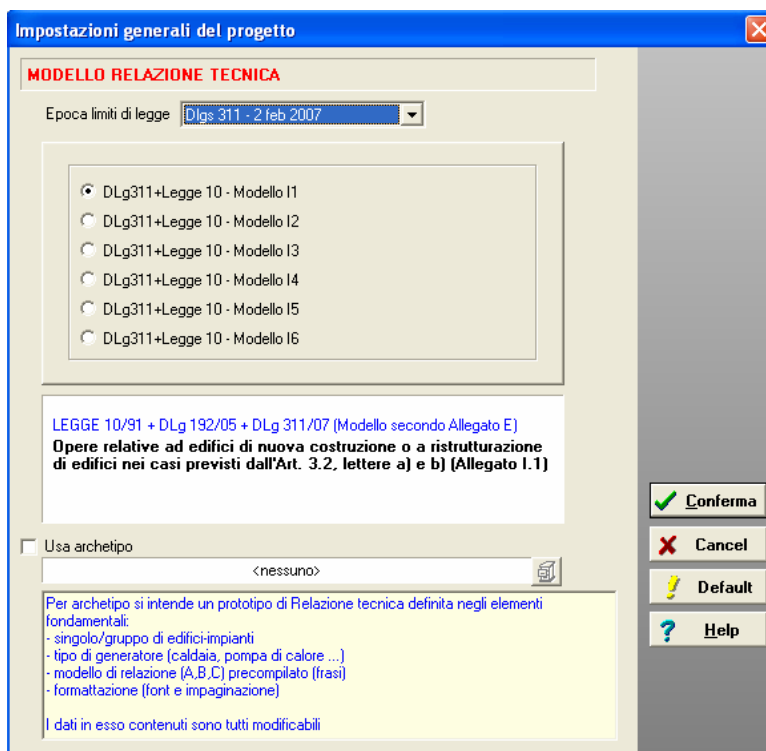 Impostazioni generali del progetto
MODELLO RELAZIONE TECNICA
Epoca limiti di legge Dlgs 311 - 2 feb 2007
DLg311+Legge 10 - Modello I1
DLg311+Legge 10 - Modello I2
DLg311+Legge 10 - Modello I3
DLg311+Legge 10 - Modello I4
DLg311+Legge 10 - Modello I5
DLg311+Legge 10 - Modello I6
LEGGE 10/91 + DLg 192/05 + DLg 311/07 (Modello secondo Allegato E)
Opere relative ad edifici di nuova costruzione o a ristrutturazione
di edifici nei casi previsti dall'Art. 3.2, lettere a) e b) (Allegato I.1)
Usa archetipo
<nessuno>
Per archetipo si intende un prototipo di Relazione tecnica definita negli elementi
fondamentali:
- singolo/gruppo di edifici-impianti
- tipo di generatore (caldaia, pompa di calore ...)
- modello di relazione (A,B,C) precompilato (frasi)
- formattazione (font e impaginazione)
I dati in esso contenuti sono tutti modificabili
Conferma
Cancel
Default
Help